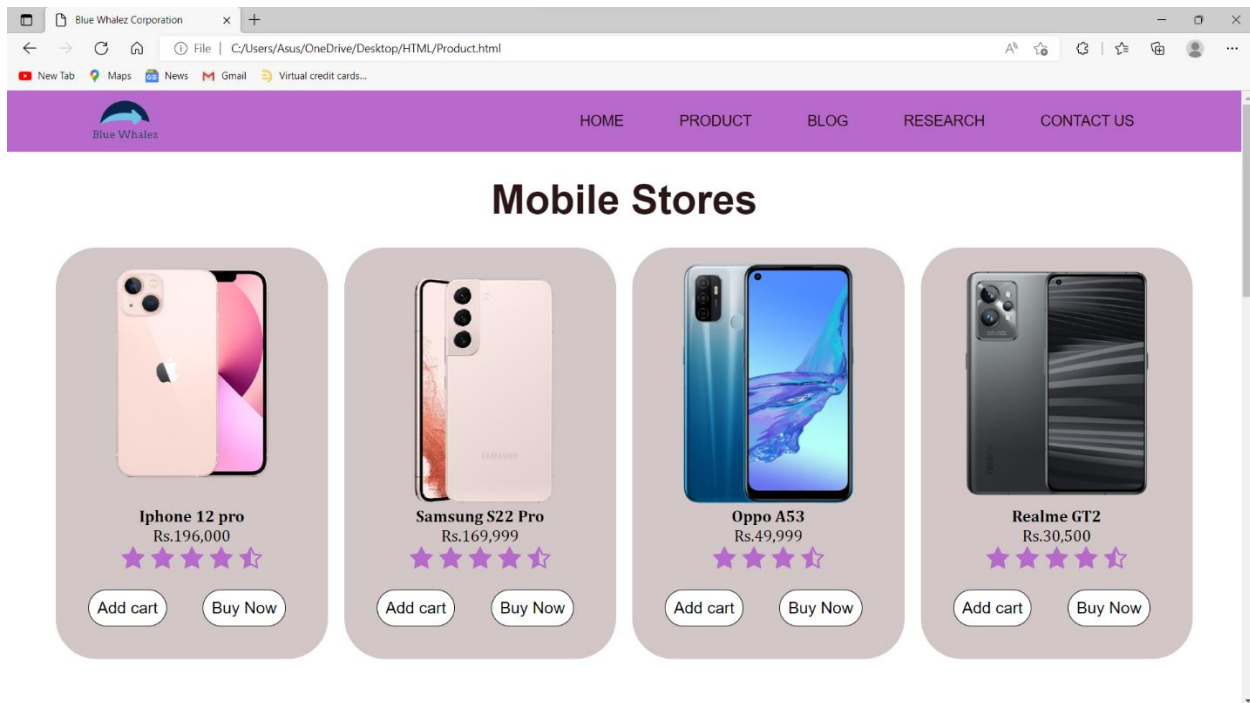 Blue Whalez Corporation
File | C:/Users/Asus/OneDrive/Desktop/HTML/Product.html
New Tab Maps News Gmail Virtual credit cards...
Blue Whalez
HOME PRODUCT BLOG RESEARCH CONTACT US
Mobile Stores
SAMSUNG
Iphone 12 pro
Rs.196,000
Add cart Buy Now
Samsung S22 Pro
Rs.169,999
Add cart Buy Now
Oppo A53
Rs.49,999
Add cart Buy Now
Realme GT2
Rs.30,500
Add cart Buy Now